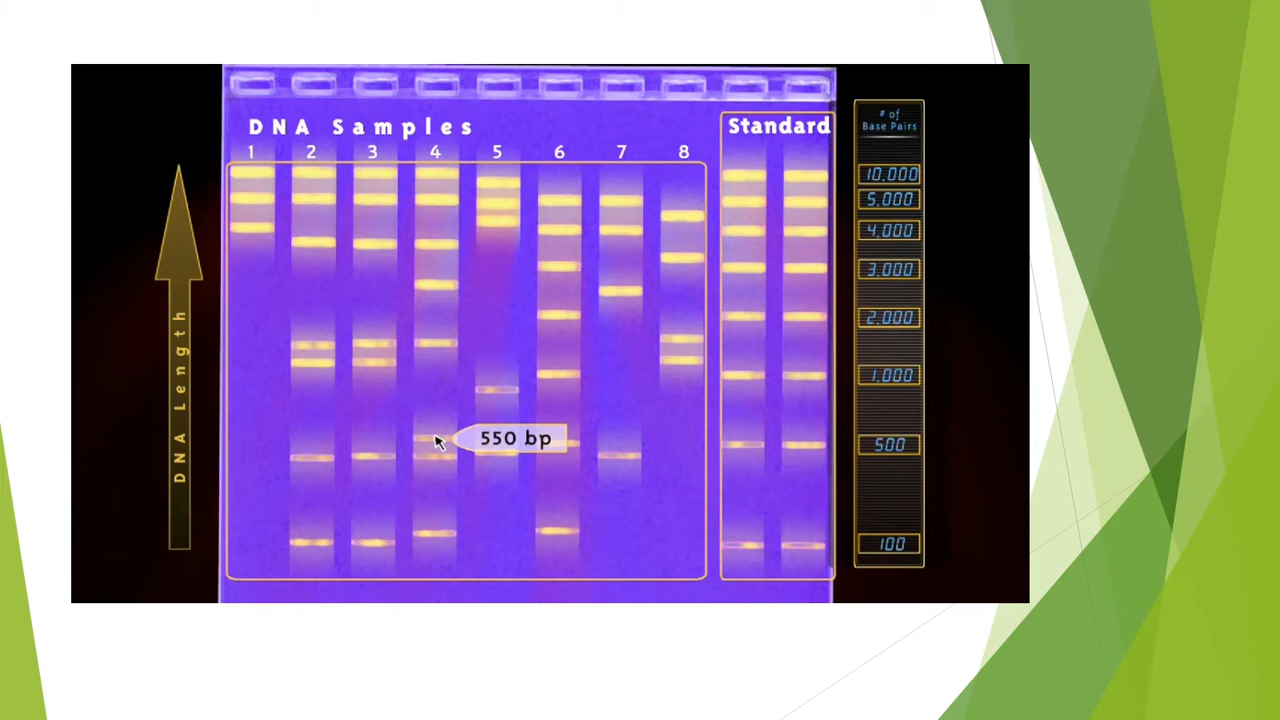 DNA Samples
1 2 3 4 5 6 7 8
Standard
# of
Base Pairs
10,000
5,000
4,000
3,000
2,000
1,000
500
100
DNA Length
550 bp